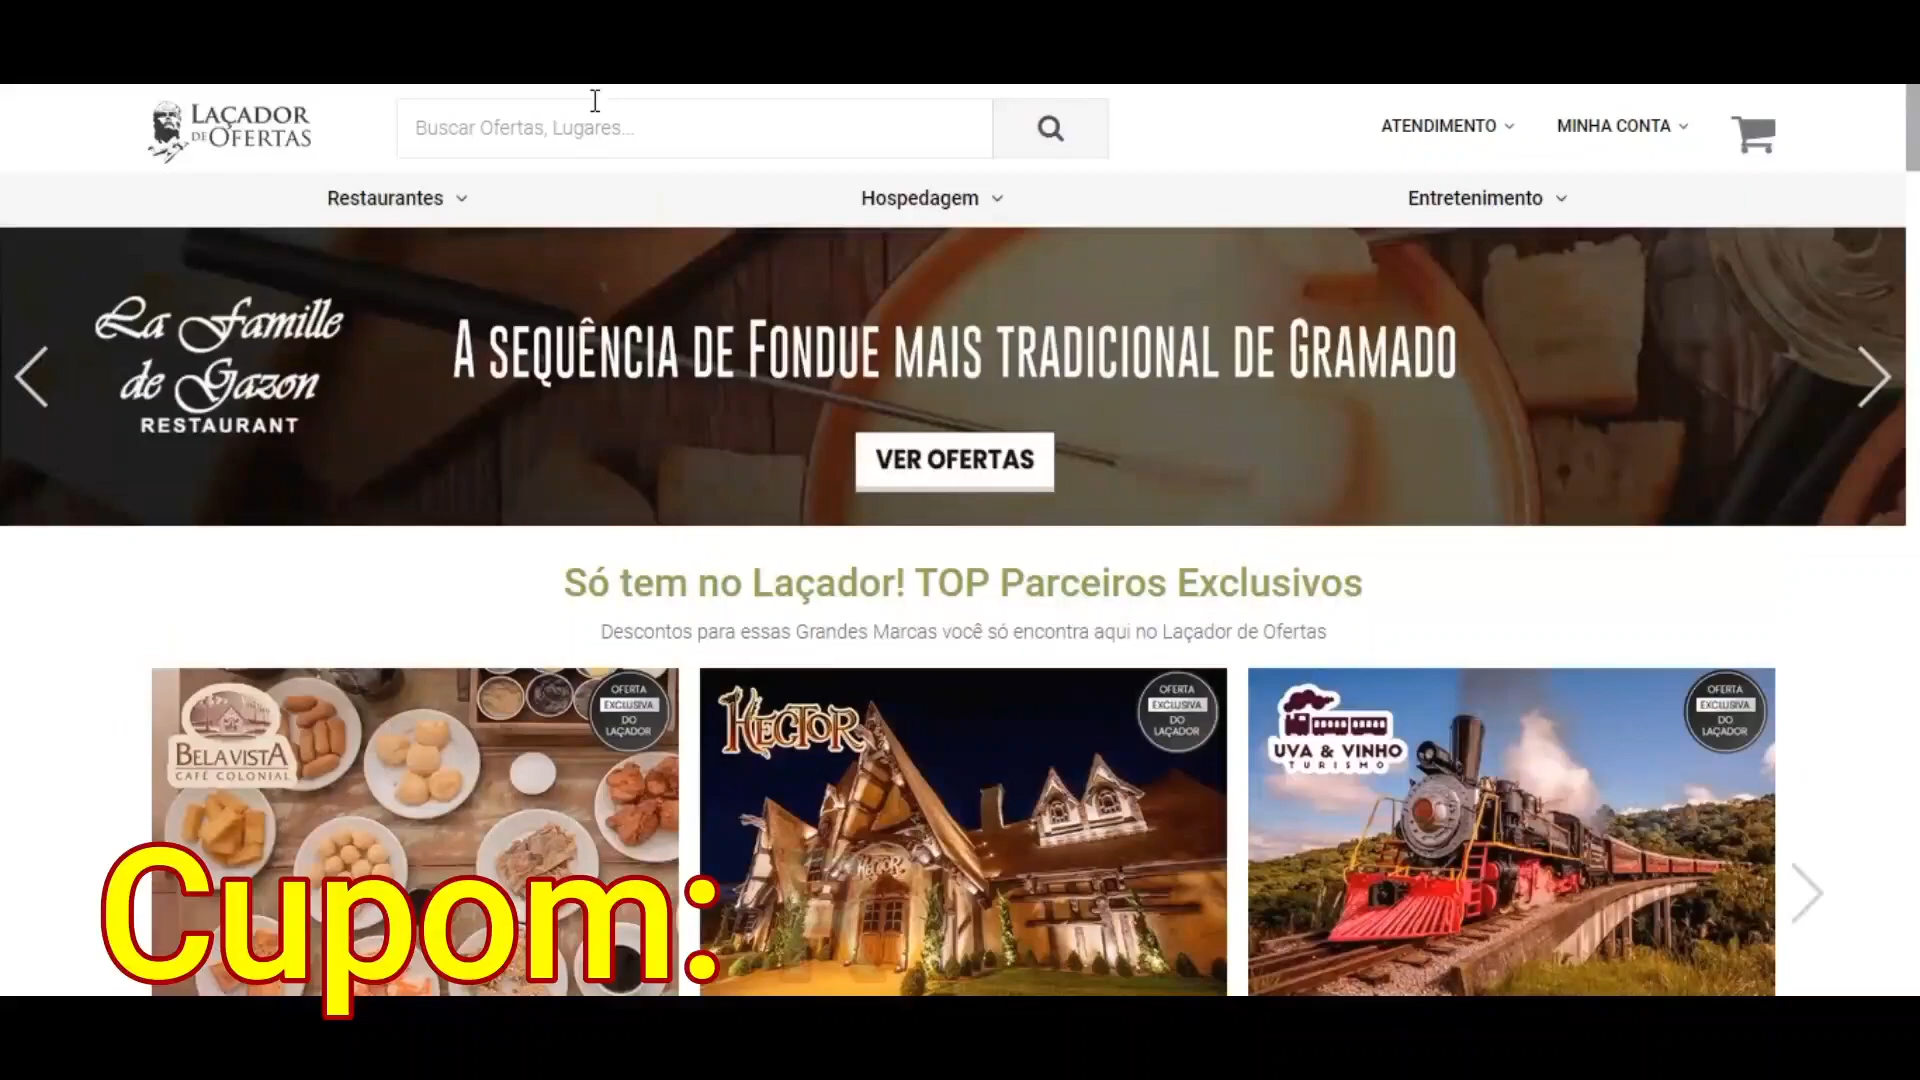 LAÇADOR
DE OFERTAS
Buscar Ofertas, Lugares...
ATENDIMENTO
MINHA CONTA
Restaurantes
Hospedagem
Entretenimento
La Famille
de Gazon
RESTAURANT
A SEQUÊNCIA DE FONDUE MAIS TRADICIONAL DE GRAMADO
VER OFERTAS
Só tem no Laçador! TOP Parceiros Exclusivos
Descontos para essas Grandes Marcas você só encontra aqui no Laçador de Ofertas
BELA VISTA
CAFÉ COLONIAL
OFERTA
EXCLUSIVA
DO
LAÇADOR
HECTOR
OFERTA
EXCLUSIVA
DO
LAÇADOR
HECTOR
UVA & VINHO
TURISMO
OFERTA
EXCLUSIVA
DO
LAÇADOR
Cupom: